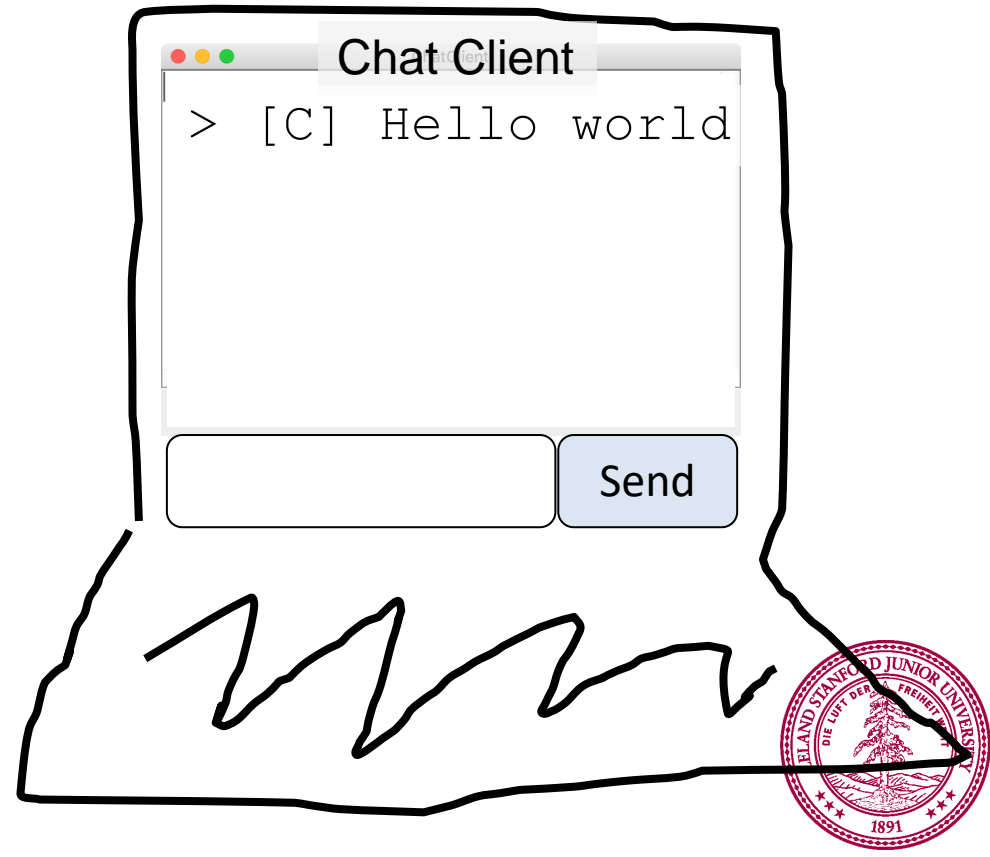 Chat Client
> [C] Hello world
Send
LELAND STANFORD JUNIOR UNIVERSITY
DIE LUFT DER FREIHEIT WEHT
1891